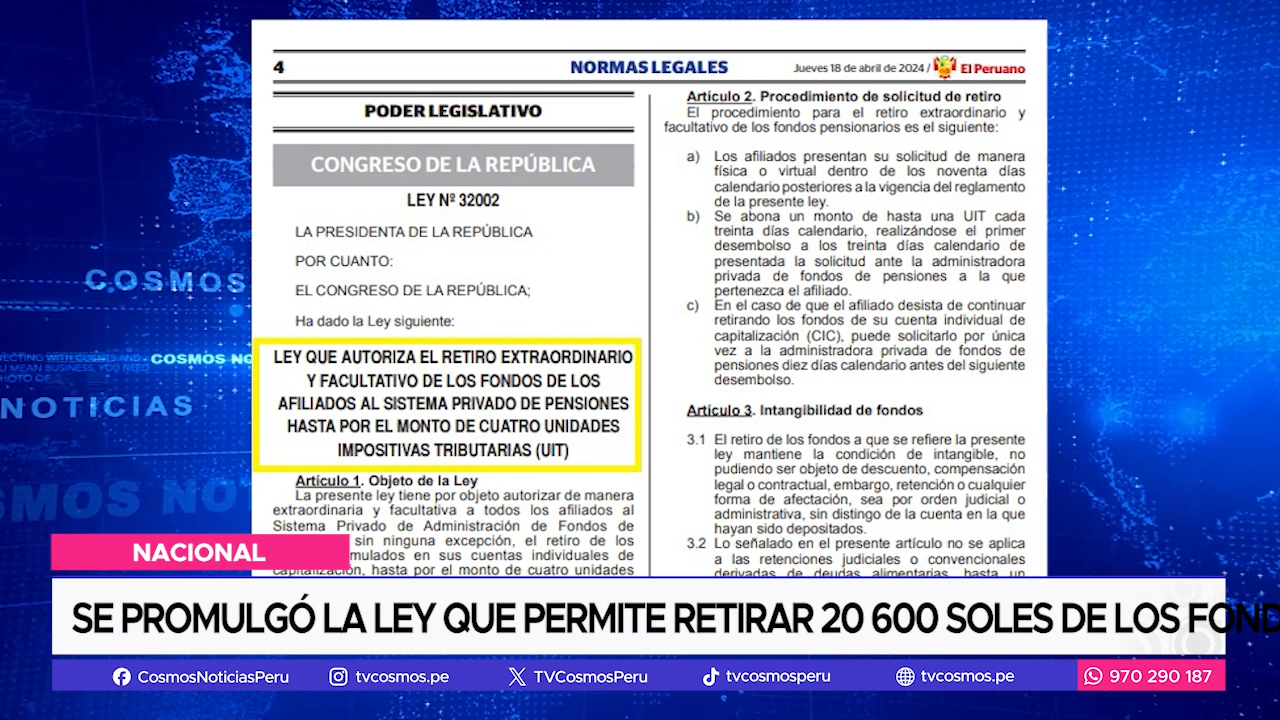 4
NORMAS LEGALES
Jueves 18 de abril de 2024 / El Peruano
PODER LEGISLATIVO
CONGRESO DE LA REPÚBLICA
LEY Nº 32002
LA PRESIDENTA DE LA REPÚBLICA
POR CUANTO:
EL CONGRESO DE LA REPÚBLICA;
Ha dado la Ley siguiente:
LEY QUE AUTORIZA EL RETIRO EXTRAORDINARIO
Y FACULTATIVO DE LOS FONDOS DE LOS
AFILIADOS AL SISTEMA PRIVADO DE PENSIONES
HASTA POR EL MONTO DE CUATRO UNIDADES
IMPOSITIVAS TRIBUTARIAS (UIT)
Artículo 1. Objeto de la Ley
La presente ley tiene por objeto autorizar de manera
extraordinaria y facultativa a todos los afiliados al
Sistema Privado de Administración de Fondos de
sin ninguna excepción, el retiro de los
mulados en sus cuentas individuales de
capitalización, hasta por el monto de cuatro unidades
Artículo 2. Procedimiento de solicitud de retiro
El procedimiento para el retiro extraordinario y
facultativo de los fondos pensionarios es el siguiente:
a) Los afiliados presentan su solicitud de manera
física o virtual dentro de los noventa días
calendario posteriores a la vigencia del reglamento
de la presente ley.
b) Se abona un monto de hasta una UIT cada
treinta días calendario, realizándose el primer
desembolso a los treinta días calendario de
presentada la solicitud ante la administradora
privada de fondos de pensiones a la que
pertenezca el afiliado.
c) En el caso de que el afiliado desista de continuar
retirando los fondos de su cuenta individual de
capitalización (CIC), puede solicitarlo por única
vez a la administradora privada de fondos de
pensiones diez días calendario antes del siguiente
desembolso.
Artículo 3. Intangibilidad de fondos
3.1 El retiro de los fondos a que se refiere la presente
ley mantiene la condición de intangible, no
pudiendo ser objeto de descuento, compensación
legal o contractual, embargo, retención o cualquier
forma de afectación, sea por orden judicial o
administrativa, sin distingo de la cuenta en la que
hayan sido depositados.
3.2 Lo señalado en el presente artículo no se aplica
a las retenciones judiciales o convencionales
derivadas de deudas alimentarias, hasta un
COSMOS
COSMOS NO
NOTICIAS
OSMOS NO
NACIONAL
SE PROMULGÓ LA LEY QUE PERMITE RETIRAR 20 600 SOLES DE LOS FOND
CosmosNoticiasPeru
tvcosmos.pe
TVCosmosPeru
tvcosmosperu
tvcosmos.pe
970 290 187